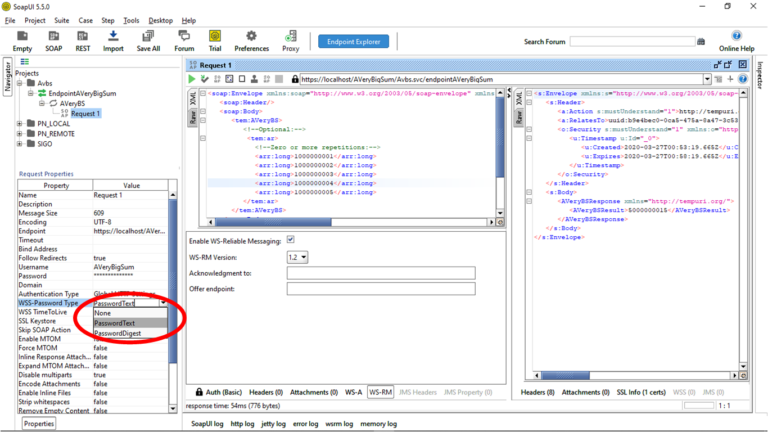 SoapUI 5.5.0
File Project Suite Case Step Tools Desktop Help
Empty SOAP REST Import Save All Forum Trial Preferences Proxy
Endpoint Explorer
Search Forum
Online Help
Navigator
Projects
Avbs
EndpointAVeryBigSum
AVeryBS
Request 1
PN_LOCAL
PN_REMOTE
SIGO
Request Properties
Property Value
Name Request 1
Description
Message Size 609
Encoding UTF-8
Endpoint https://localhost/AVer...
Timeout
Bind Address
Follow Redirects true
Username AVeryBigSum
Password **************
Domain
Authentication Type
WSS-Password Type PasswordText
WSS TimeToLive None
SSL Keystore PasswordText
Skip SOAP Action PasswordDigest
Enable MTOM false
Force MTOM false
Inline Response Attach... false
Expand MTOM Attach... false
Disable multiparts true
Encode Attachments false
Enable Inline Files false
Strip whitespaces false
Remove Empty Content false
Properties
Request 1
https://localhost/AVeryBigSum/Avbs.svc/endpointAVeryBigSum
XML
Raw
<soap:Envelope xmlns:soap="http://www.w3.org/2003/05/soap-envelope" xmlns
<soap:Header/>
<soap:Body>
<tem:AVeryBS>
<!--Optional:-->
<tem:ar>
<!--Zero or more repetitions:-->
<arr:long>1000000001</arr:long>
<arr:long>1000000002</arr:long>
<arr:long>1000000003</arr:long>
<arr:long>1000000004</arr:long>
<arr:long>1000000005</arr:long>
</tem:ar>
</tem:AVeryBS>
Enable WS-Reliable Messaging:
WS-RM Version: 1.2
Acknowledgment to:
Offer endpoint:
Auth (Basic) Headers (0) Attachments (0) WS-A WS-RM JMS Headers JMS Property (0)
response time: 54ms (776 bytes)
XML
Raw
<s:Envelope xmlns:s="http://www.w3.org/2003/05/soap-
<s:Header>
<a:Action s:mustUnderstand="1">http://tempuri.
<a:RelatesTo>uuid:
<o:Security s:mustUnderstand="1" xmlns:o="http
<u:Timestamp u:Id="_0">
<u:Created>2020-03-27T00:53:19.665Z</u:C
<u:Expires>2020-03-27T00:58:19.665Z</u:E
</u:Timestamp>
</o:Security>
</s:Header>
<s:Body>
<AVeryBSResponse xmlns="http://tempuri.org/">
<AVeryBSResult>5000000015</AVeryBSResult>
</AVeryBSResponse>
</s:Body>
</s:Envelope>
Headers (8) Attachments (0) SSL Info (1 certs) WSS (0) JMS (0)
1 : 1
Inspector
SoapUI log http log jetty log error log wsrm log memory log